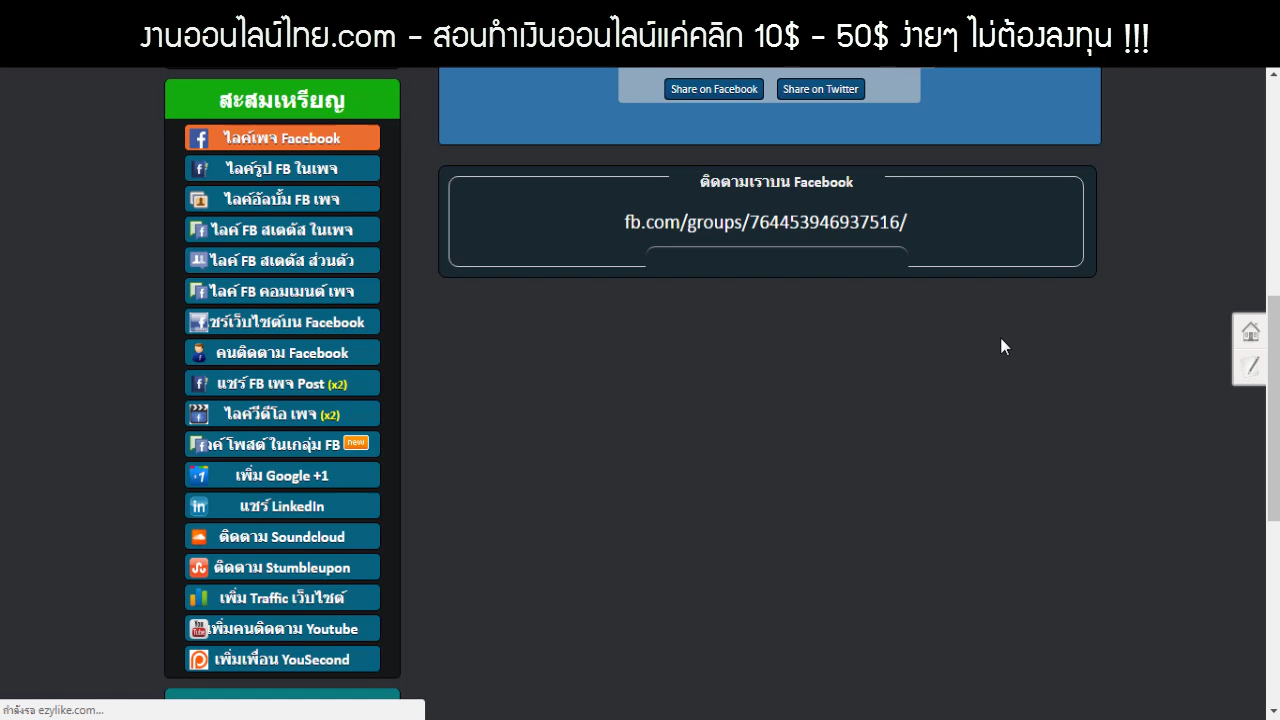 งานออนไลน์ไทย.com - สอนทำเงินออนไลน์แค่คลิก 10$ - 50$ ง่ายๆ ไม่ต้องลงทุน !!!
สะสมเหรียญ
ไลค์เพจ Facebook
ไลค์รูป FB ในเพจ
ไลค์อัลบั้ม FB เพจ
ไลค์ FB สเตตัส ในเพจ
ไลค์ FB สเตตัส ส่วนตัว
ไลค์ FB คอมเมนต์ เพจ
ชร์เว็บไซต์บน Facebook
คนติดตาม Facebook
แชร์ FB เพจ Post (x2)
ไลค์วีดีโอ เพจ (x2)
ค์ โพสต์ ในกลุ่ม FB new
เพิ่ม Google +1
แชร์ LinkedIn
ติดตาม Soundcloud
ติดตาม Stumbleupon
เพิ่ม Traffic เว็บไซต์
เพิ่มคนติดตาม Youtube
เพิ่มเพื่อน YouSecond
Share on Facebook Share on Twitter
ติดตามเราบน Facebook
fb.com/groups/764453946937516/
กำลังรอ ezylike.com...